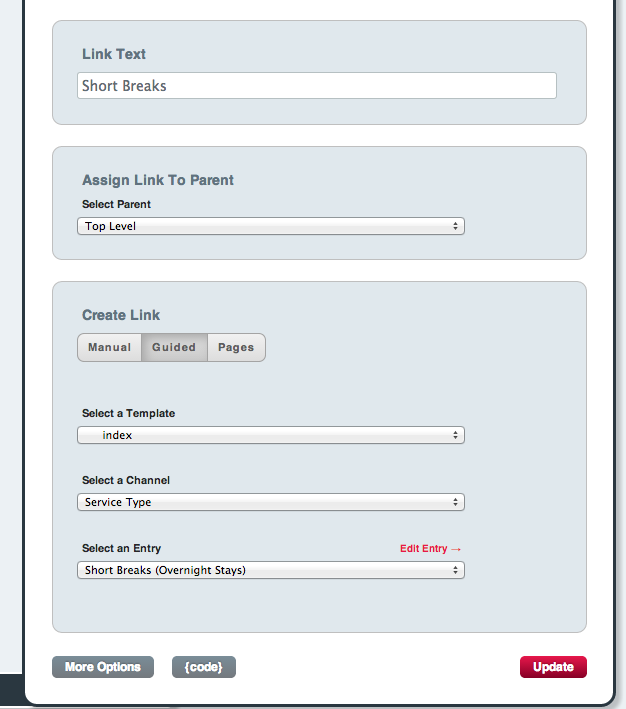 Link Text
Short Breaks
Assign Link To Parent
Select Parent
Top Level
Create Link
Manual Guided Pages
Select a Template
index
Select a Channel
Service Type
Select an Entry Edit Entry →
Short Breaks (Overnight Stays)
More Options {code} Update